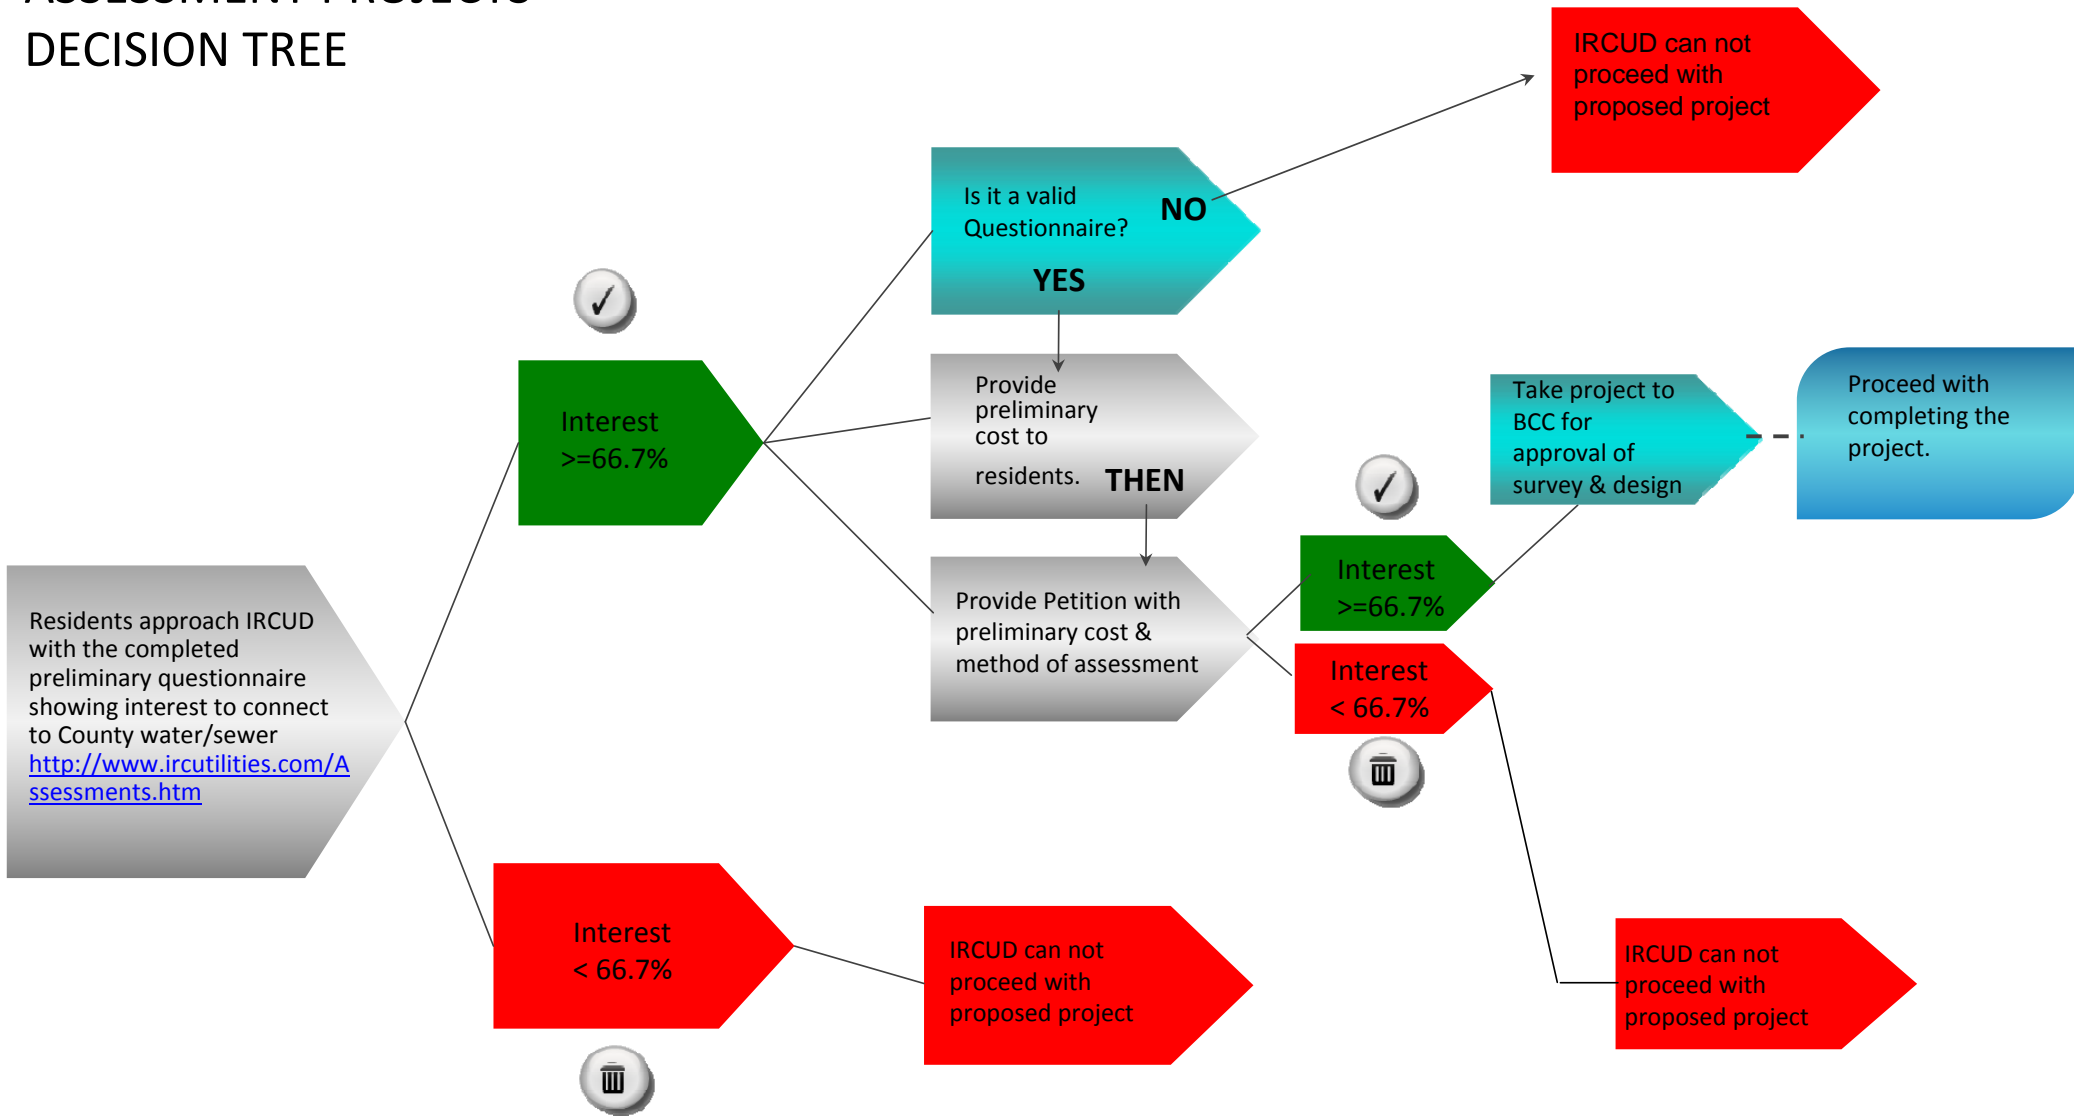 ASSESSMENT PROJECTS
DECISION TREE
IRCUD can not
proceed with
proposed project
Is it a valid
Questionnaire?
NO
YES
Interest
>=66.7%
Provide
preliminary
cost to
residents.
THEN
Take project to
BCC for
approval of
survey & design
Proceed with
completing the
project.
Residents approach IRCUD
with the completed
preliminary questionnaire
showing interest to connect
to County water/sewer
http://www.ircutilities.com/A
ssessments.htm
Provide Petition with
preliminary cost &
method of assessment
Interest
>=66.7%
Interest
< 66.7%
Interest
< 66.7%
IRCUD can not
proceed with
proposed project
IRCUD can not
proceed with
proposed project